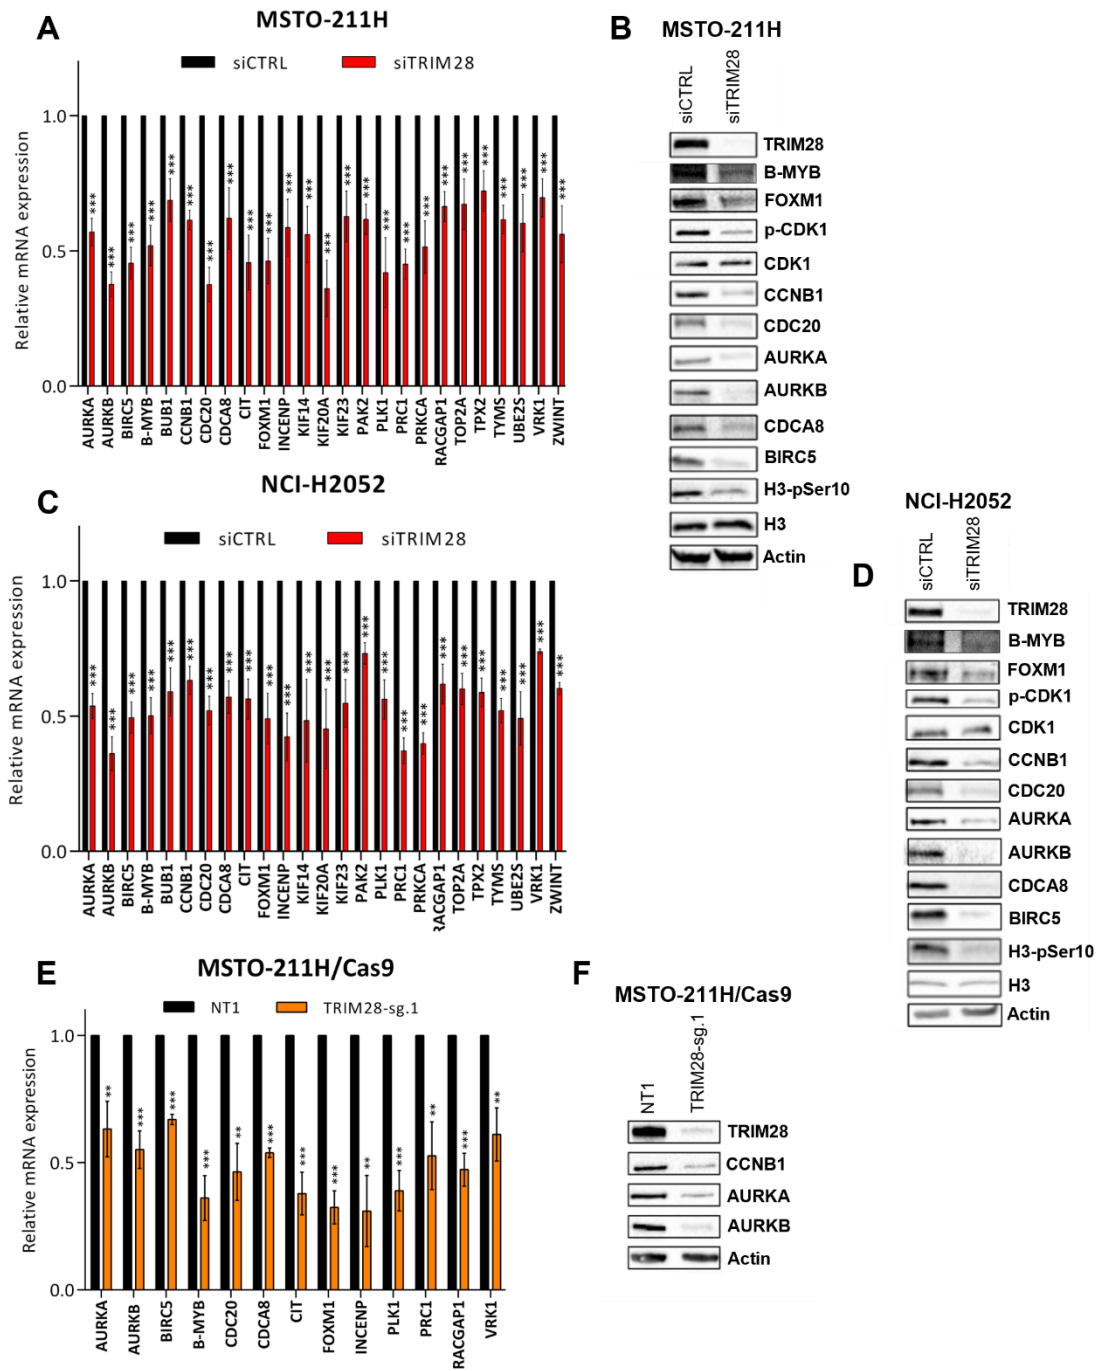 A
MSTO-211H
siCTRL siTRIM28
Relative mRNA expression
1.0
0.5
0.0
*** *** *** *** *** *** *** *** *** *** *** *** *** *** *** *** *** *** *** *** *** *** *** *** ***
AURKA AURKB BIRC5 B-MYB BUB1 CCNB1 CDC20 CDCA8 CIT FOXM1 INCENP KIF14 KIF20A KIF23 PAK2 PLK1 PRC1 PRKCA RACGAP1 TOP2A TPX2 TYMS UBE2S VRK1 ZWINT
B
MSTO-211H
siCTRL siTRIM28
TRIM28
B-MYB
FOXM1
p-CDK1
CDK1
CCNB1
CDC20
AURKA
AURKB
CDCA8
BIRC5
H3-pSer10
H3
Actin
C
NCI-H2052
siCTRL siTRIM28
Relative mRNA expression
1.0
0.5
0.0
*** *** *** *** *** *** *** *** *** *** *** *** *** *** *** *** *** *** *** *** *** *** *** *** ***
AURKA AURKB BIRC5 B-MYB BUB1 CCNB1 CDC20 CDCA8 CIT FOXM1 INCENP KIF14 KIF20A KIF23 PAK2 PLK1 PRC1 PRKCA RACGAP1 TOP2A TPX2 TYMS UBE2S VRK1 ZWINT
D
NCI-H2052
siCTRL siTRIM28
TRIM28
B-MYB
FOXM1
p-CDK1
CDK1
CCNB1
CDC20
AURKA
AURKB
CDCA8
BIRC5
H3-pSer10
H3
Actin
E
MSTO-211H/Cas9
NT1 TRIM28-sg.1
Relative mRNA expression
1.0
0.5
0.0
** *** *** *** ** *** *** *** ** *** ** *** **
AURKA AURKB BIRC5 B-MYB CDC20 CDCA8 CIT FOXM1 INCENP PLK1 PRC1 RACGAP1 VRK1
F
MSTO-211H/Cas9
NT1 TRIM28-sg.1
TRIM28
CCNB1
AURKA
AURKB
Actin